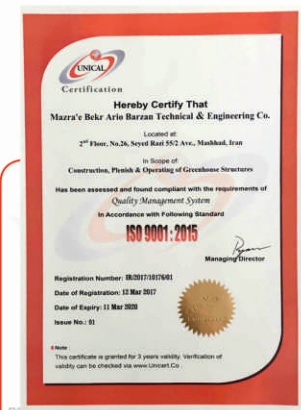 UNICAL
Certification
Hereby Certify That
Mazra'e Bekr Ario Barzan Technical & Engineering Co.
Located at:
2nd Floor, No.26, Seyed Razi 55/2 Ave., Mashhad, Iran
In Scope of:
Construction, Plenish & Operating of Greenhouse Structures
Has been assessed and found compliant with the requirements of
Quality Management System
In Accordance with Following Standard
ISO 9001:2015
Managing Director
Registration Number: IR/2017/10176/01
Date of Registration: 12 Mar 2017
Date of Expiry: 11 Mar 2020
Issue No.: 01
Note
This certificate is granted for 3 years validity. Verification of
validity can be checked via www.Unicert.Co